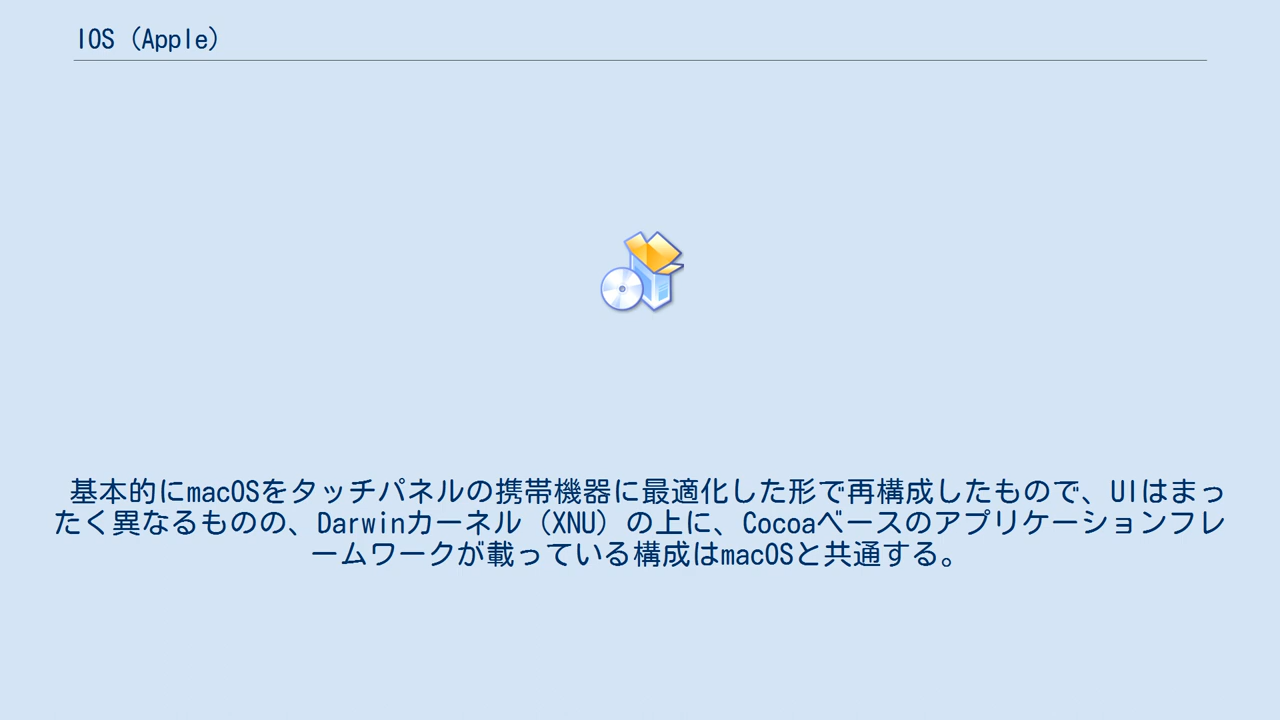 IOS（Apple）
基本的にmacOSをタッチパネルの携帯機器に最適化した形で再構成したもので、UIはまっ
たく異なるものの、Darwinカーネル（XNU）の上に、Cocoaベースのアプリケーションフレ
ームワークが載っている構成はmacOSと共通する。